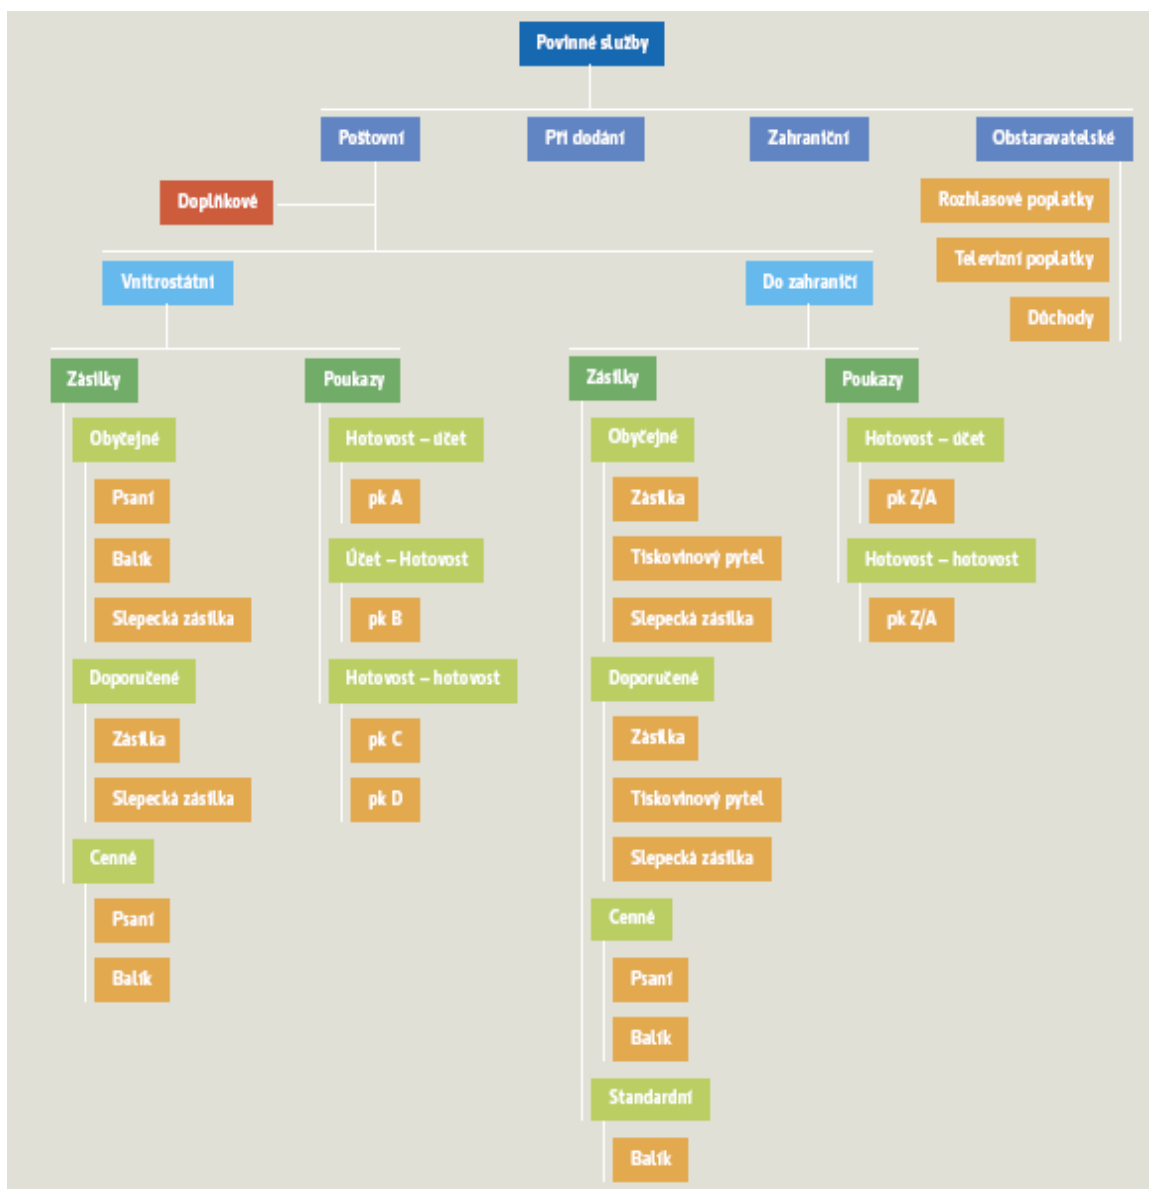 Povinné služby
Poštovní
Při dodání
Zahraniční
Obstaravatelské
Doplňkové
Rozhlasové poplatky
Televizní poplatky
Důchody
Vnitrostátní
Do zahraničí
Zásilky
Obyčejné
Psaní
Balík
Slepecká zásilka
Doporučené
Zásilka
Slepecká zásilka
Cenné
Psaní
Balík
Poukazy
Hotovost – účet
pk A
Účet – Hotovost
pk B
Hotovost – hotovost
pk C
pk D
Zásilky
Obyčejné
Zásilka
Tiskovinový pytel
Slepecká zásilka
Doporučené
Zásilka
Tiskovinový pytel
Slepecká zásilka
Cenné
Psaní
Balík
Standardní
Balík
Poukazy
Hotovost – účet
pk Z/A
Hotovost – hotovost
pk Z/A